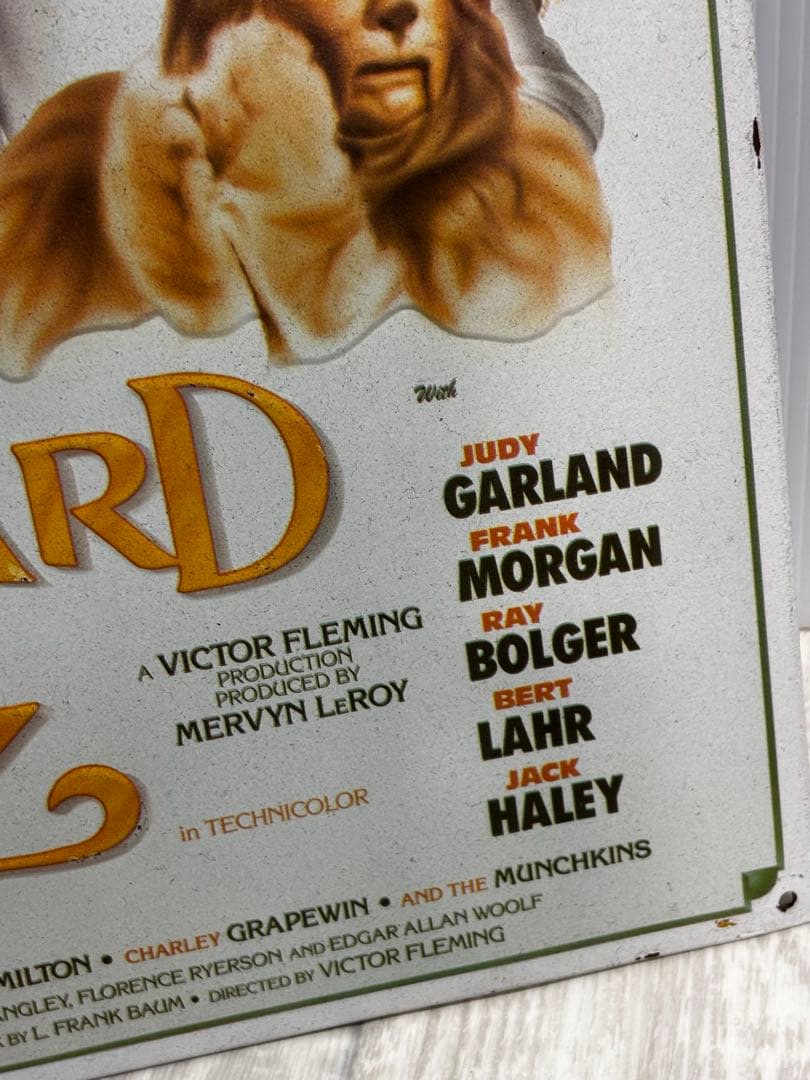 ARD
With
JUDY
GARLAND
FRANK
MORGAN
RAY
BOLGER
BERT
LAHR
JACK
HALEY
A VICTOR FLEMING
PRODUCTION
PRODUCED BY
MERVYN LeROY
Z
in TECHNICOLOR
MILTON • CHARLEY GRAPEWIN • AND THE MUNCHKINS
ANGLEY, FLORENCE RYERSON AND EDGAR ALLAN WOOLF
K BY L. FRANK BAUM • DIRECTED BY VICTOR FLEMING